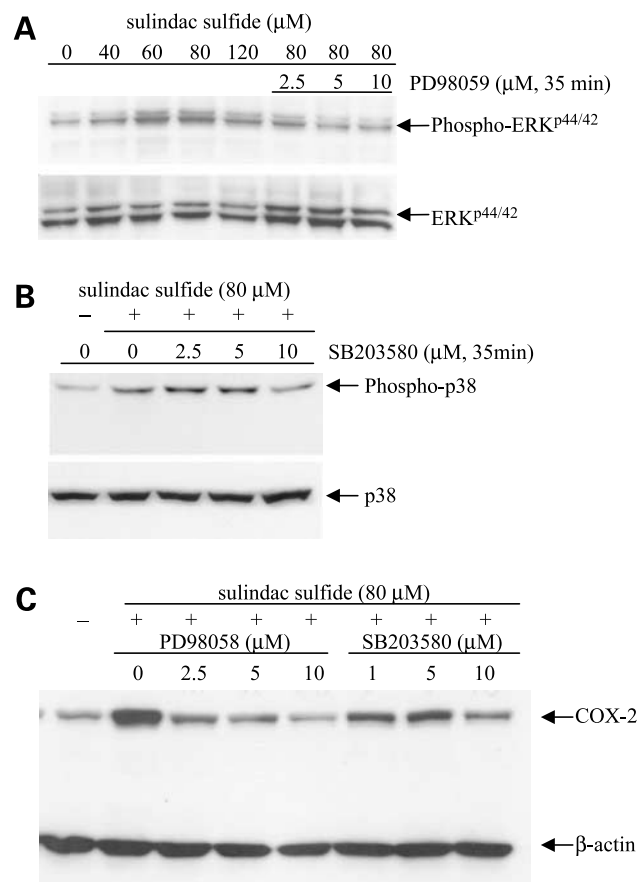 A
sulindac sulfide (μM)
0 40 60 80 120 80 80 80
2.5 5 10 PD98059 (μM, 35 min)
Phospho-ERKp44/42
ERKp44/42
B
sulindac sulfide (80 μM)
– + + + +
0 0 2.5 5 10 SB203580 (μM, 35min)
Phospho-p38
p38
C
sulindac sulfide (80 μM)
– + + + + + + +
PD98058 (μM) SB203580 (μM)
0 2.5 5 10 1 5 10
COX-2
β-actin